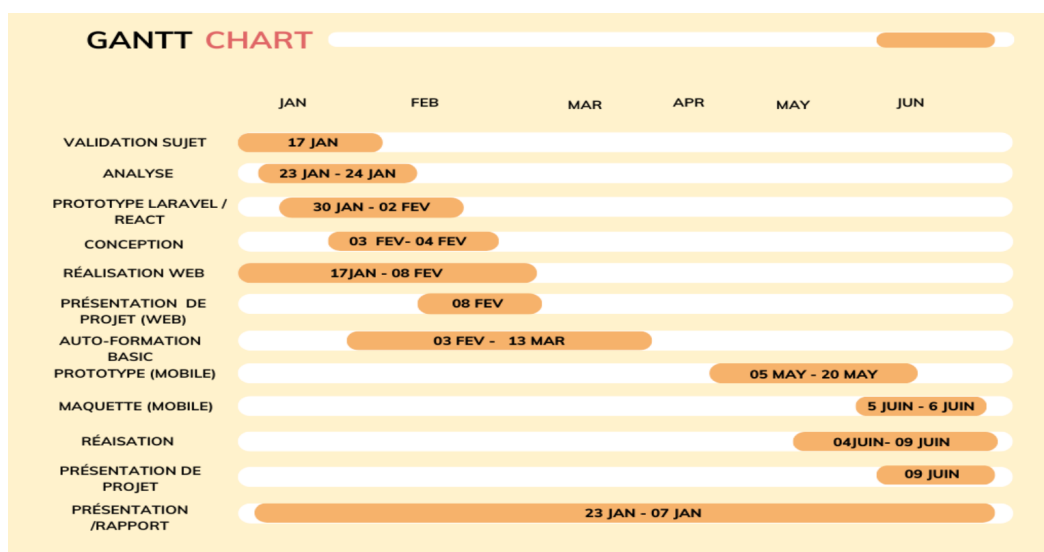 GANTT CHART
JAN FEB MAR APR MAY JUN
VALIDATION SUJET 17 JAN
ANALYSE 23 JAN - 24 JAN
PROTOTYPE LARAVEL /
REACT
30 JAN - 02 FEV
CONCEPTION 03 FEV- 04 FEV
RÉALISATION WEB 17JAN - 08 FEV
PRÉSENTATION DE
PROJET (WEB)
08 FEV
AUTO-FORMATION
BASIC
03 FEV - 13 MAR
PROTOTYPE (MOBILE) 05 MAY - 20 MAY
MAQUETTE (MOBILE) 5 JUIN - 6 JUIN
RÉAISATION 04JUIN- 09 JUIN
PRÉSENTATION DE
PROJET
09 JUIN
PRÉSENTATION
/RAPPORT
23 JAN - 07 JAN